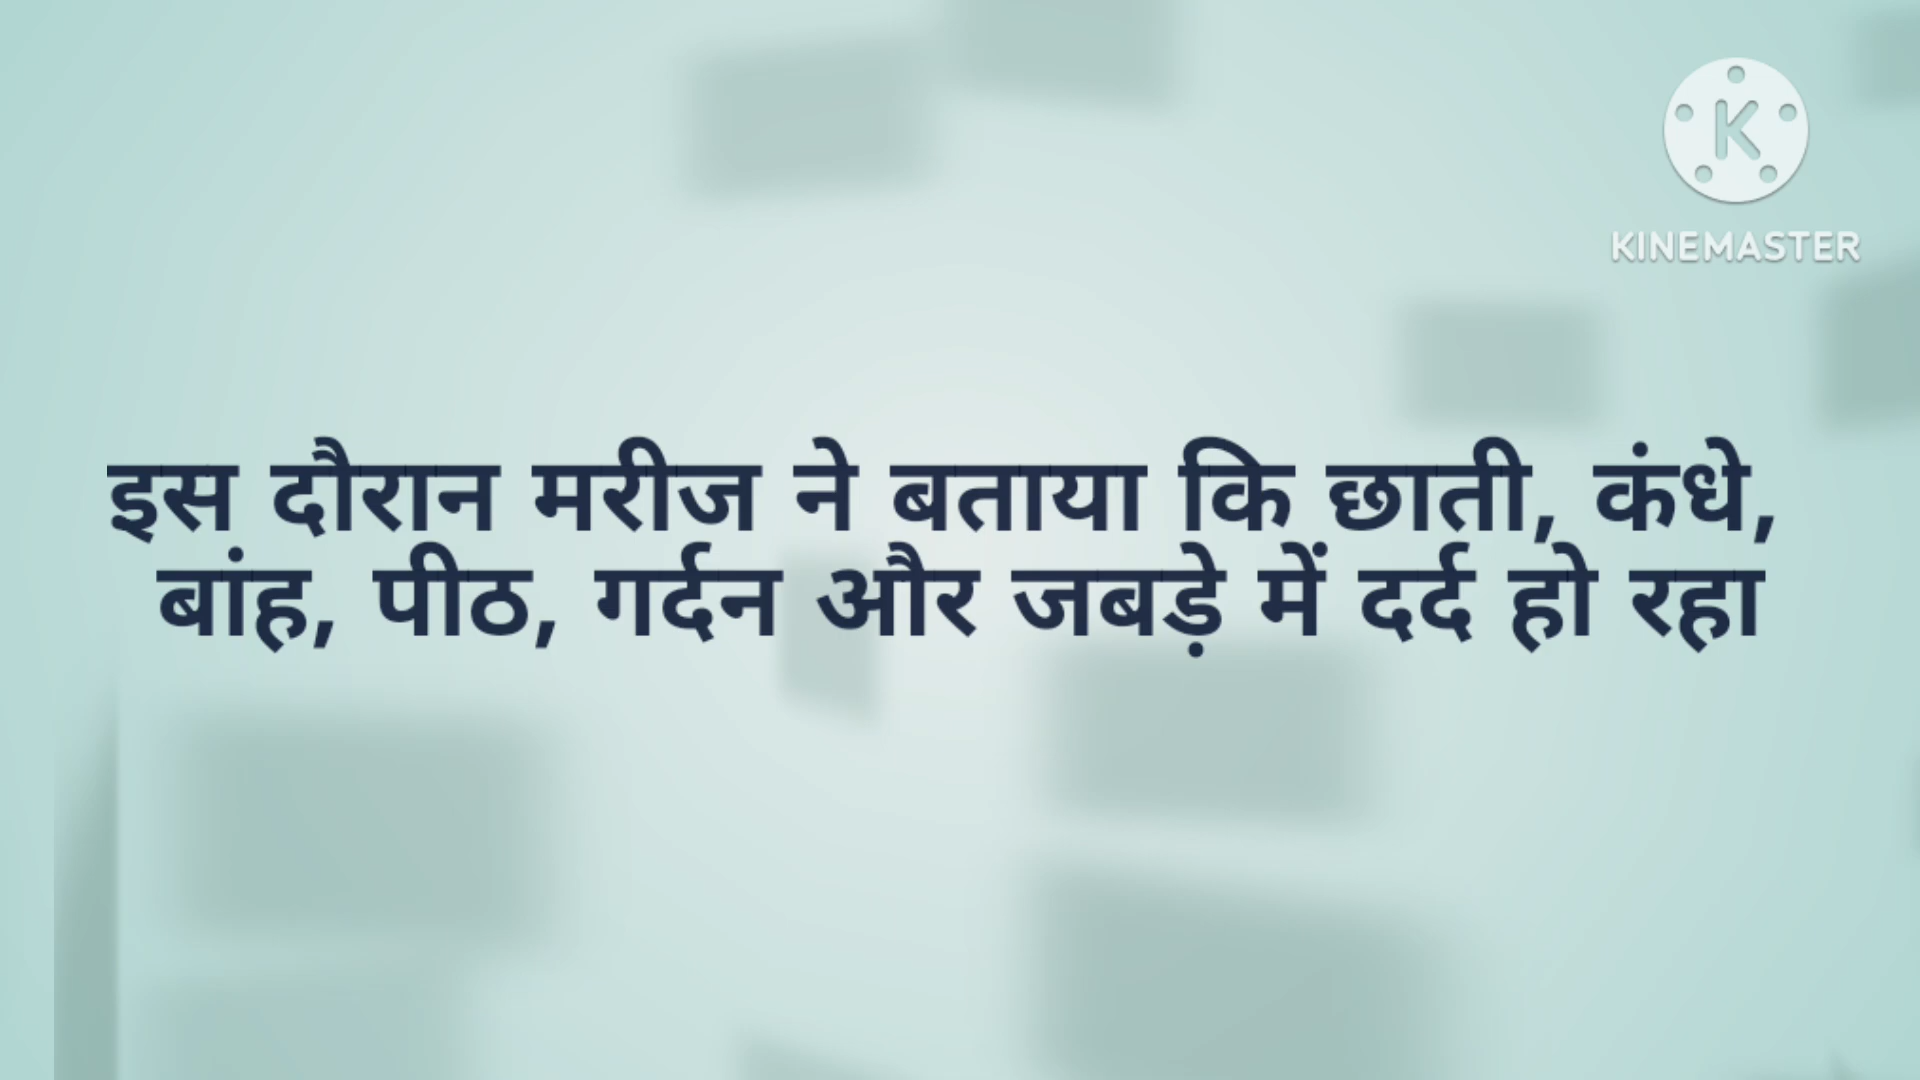 KINEMASTER
इस दौरान मरीज ने बताया कि छाती, कंधे,
बांह, पीठ, गर्दन और जबड़े में दर्द हो रहा